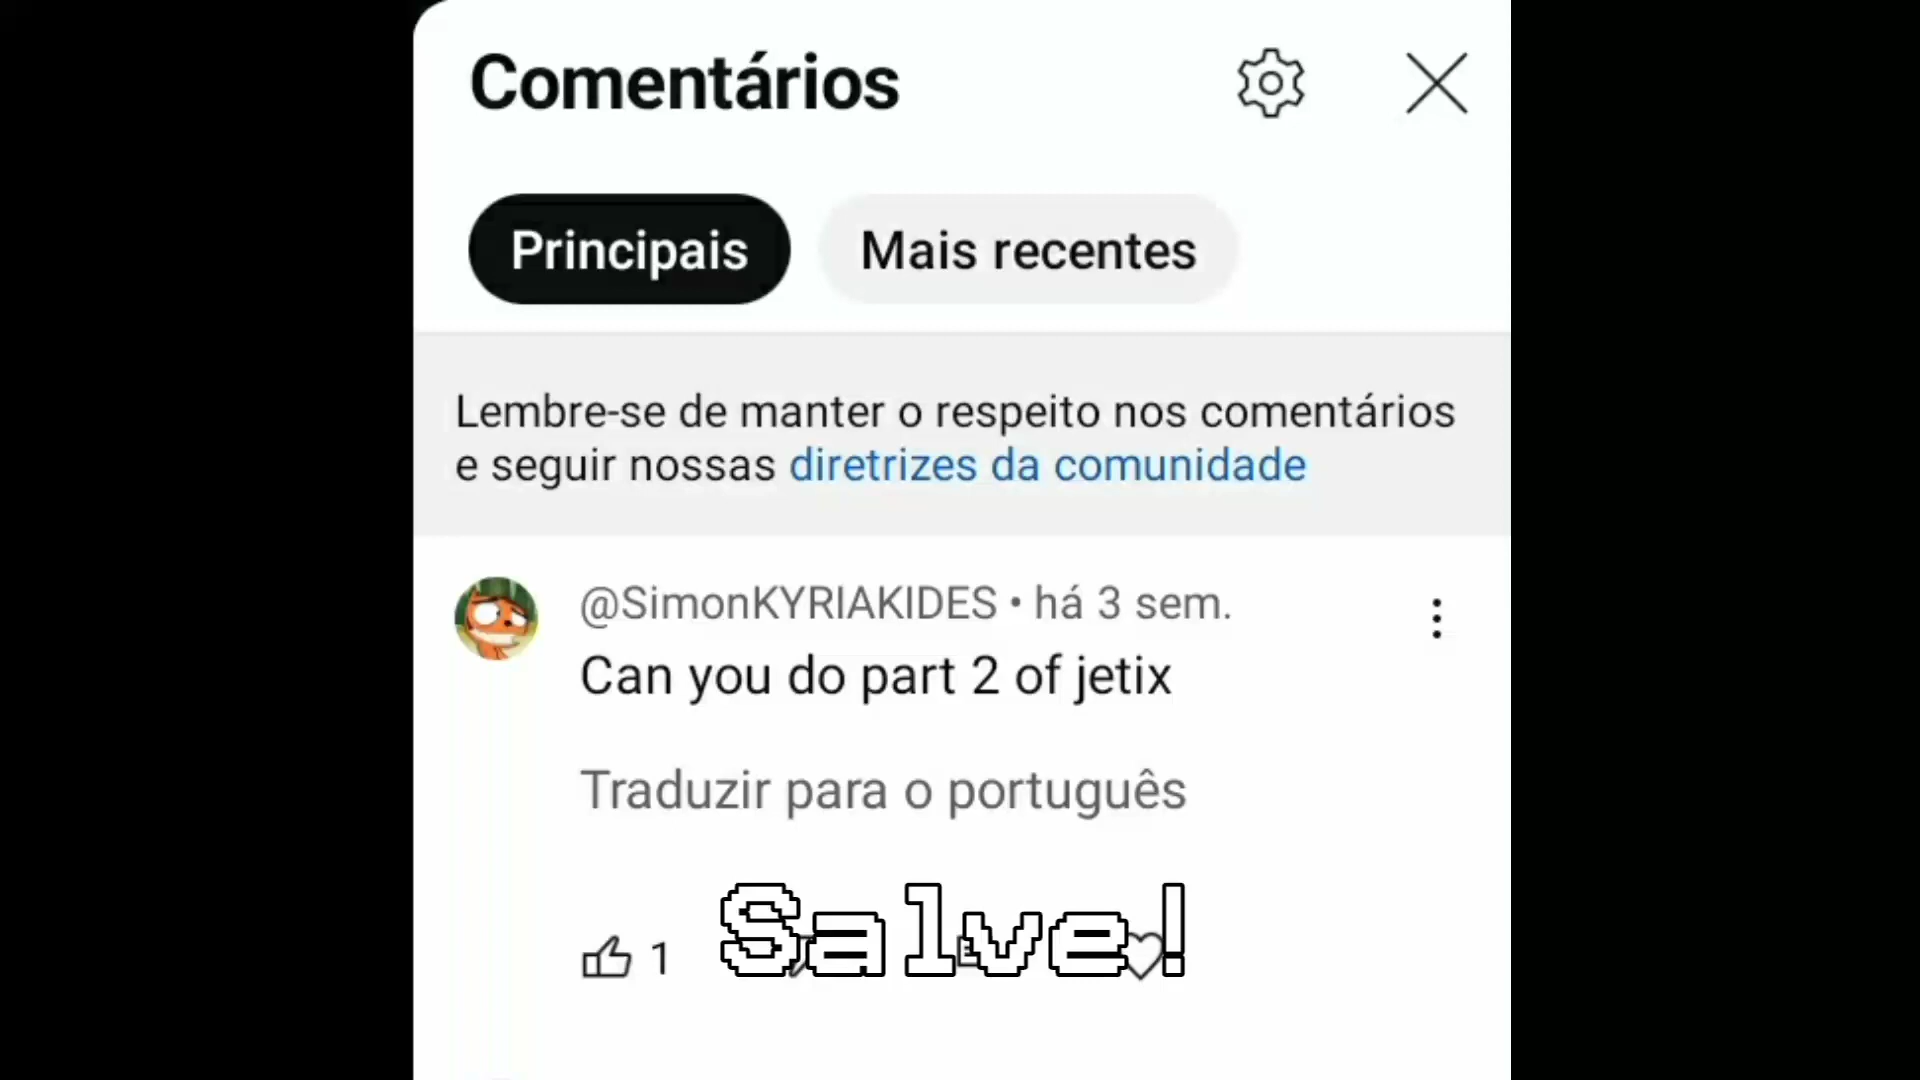 Comentários
Principais
Mais recentes
Lembre-se de manter o respeito nos comentários
e seguir nossas diretrizes da comunidade
@SimonKYRIAKIDES • há 3 sem.
Can you do part 2 of jetix
Traduzir para o português
1
Salve!